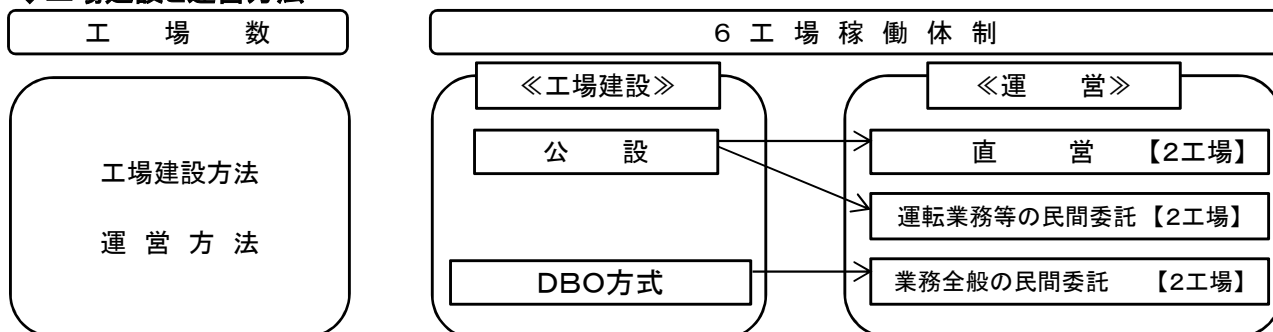 工場数
６工場稼働体制
≪工場建設≫
≪運営≫
工場建設方法
運営方法
公設
直営【2工場】
運転業務等の民間委託【2工場】
DBO方式
業務全般の民間委託【2工場】